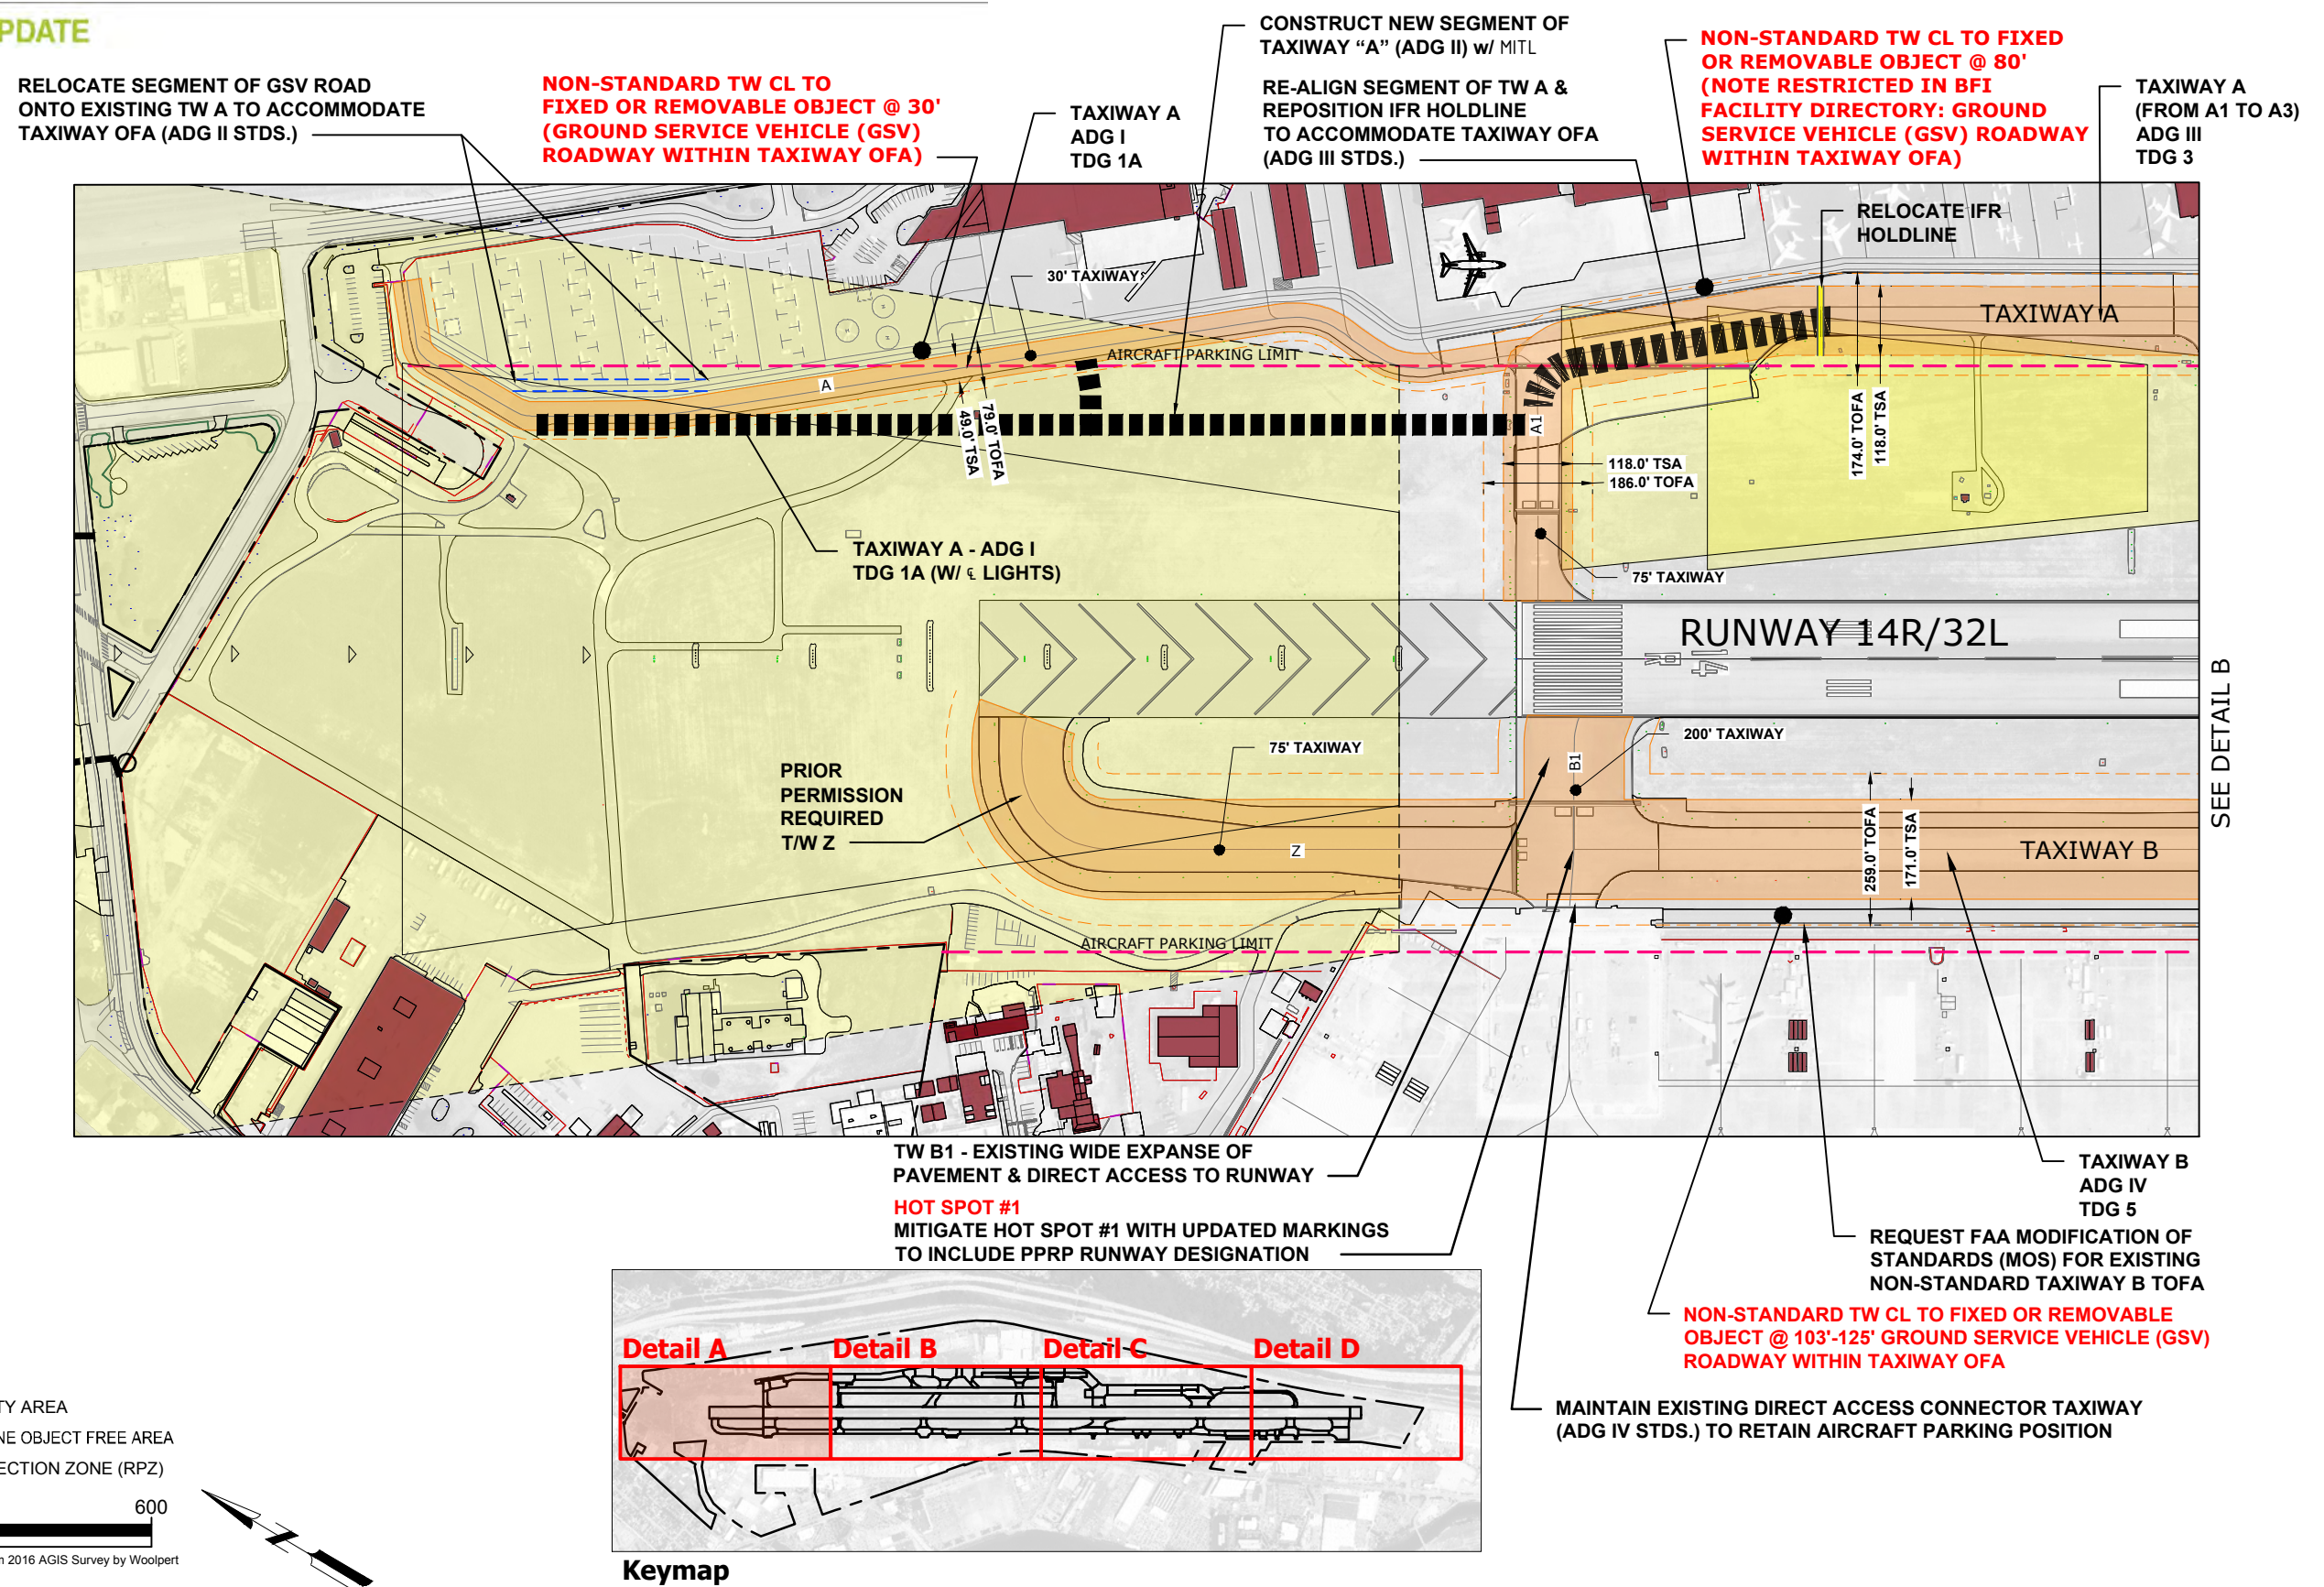 PDATE
RELOCATE SEGMENT OF GSV ROAD
ONTO EXISTING TW A TO ACCOMMODATE
TAXIWAY OFA (ADG II STDS.)
NON-STANDARD TW CL TO
FIXED OR REMOVABLE OBJECT @ 30'
(GROUND SERVICE VEHICLE (GSV)
ROADWAY WITHIN TAXIWAY OFA)
TAXIWAY A
ADG I
TDG 1A
CONSTRUCT NEW SEGMENT OF
TAXIWAY “A” (ADG II) w/ MITL
RE-ALIGN SEGMENT OF TW A &
REPOSITION IFR HOLDLINE
TO ACCOMMODATE TAXIWAY OFA
(ADG III STDS.)
NON-STANDARD TW CL TO FIXED
OR REMOVABLE OBJECT @ 80'
(NOTE RESTRICTED IN BFI
FACILITY DIRECTORY: GROUND
SERVICE VEHICLE (GSV) ROADWAY
WITHIN TAXIWAY OFA)
TAXIWAY A
(FROM A1 TO A3)
ADG III
TDG 3
RELOCATE IFR
HOLDLINE
30' TAXIWAY
TAXIWAY A
AIRCRAFT PARKING LIMIT
A
49.0' TSA
79.0' TOFA
A1
174.0' TOFA
118.0' TSA
118.0' TSA
186.0' TOFA
TAXIWAY A - ADG I
TDG 1A (W/ ℄ LIGHTS)
75' TAXIWAY
RUNWAY 14R/32L
14
R
SEE DETAIL B
PRIOR
PERMISSION
REQUIRED
T/W Z
75' TAXIWAY
200' TAXIWAY
B1
Z
259.0' TOFA
171.0' TSA
TAXIWAY B
AIRCRAFT PARKING LIMIT
TW B1 - EXISTING WIDE EXPANSE OF
PAVEMENT & DIRECT ACCESS TO RUNWAY
HOT SPOT #1
MITIGATE HOT SPOT #1 WITH UPDATED MARKINGS
TO INCLUDE PPRP RUNWAY DESIGNATION
TAXIWAY B
ADG IV
TDG 5
REQUEST FAA MODIFICATION OF
STANDARDS (MOS) FOR EXISTING
NON-STANDARD TAXIWAY B TOFA
NON-STANDARD TW CL TO FIXED OR REMOVABLE
OBJECT @ 103'-125' GROUND SERVICE VEHICLE (GSV)
ROADWAY WITHIN TAXIWAY OFA
MAINTAIN EXISTING DIRECT ACCESS CONNECTOR TAXIWAY
(ADG IV STDS.) TO RETAIN AIRCRAFT PARKING POSITION
Detail A
Detail B
Detail C
Detail D
Keymap
TY AREA
NE OBJECT FREE AREA
ECTION ZONE (RPZ)
600
2016 AGIS Survey by Woolpert
N